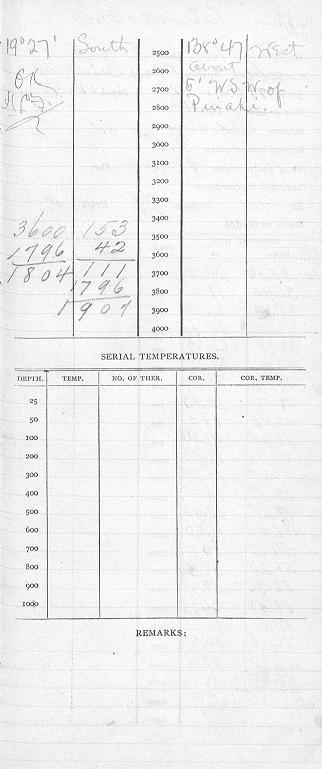 19° 27' South 2500 138° 47' West
2600 about
OK 2700 5' WSW of
2800 Pinaki.
2900
3000
3100
3200
3300
3400
3600 153 3500
1796 42 3600
1804 111 3700
1796 3800
1907 3900
4000
SERIAL TEMPERATURES.
DEPTH. TEMP. NO. OF THER. COR. COR. TEMP.
25
50
100
200
300
400
500
600
700
800
900
1000
REMARKS: